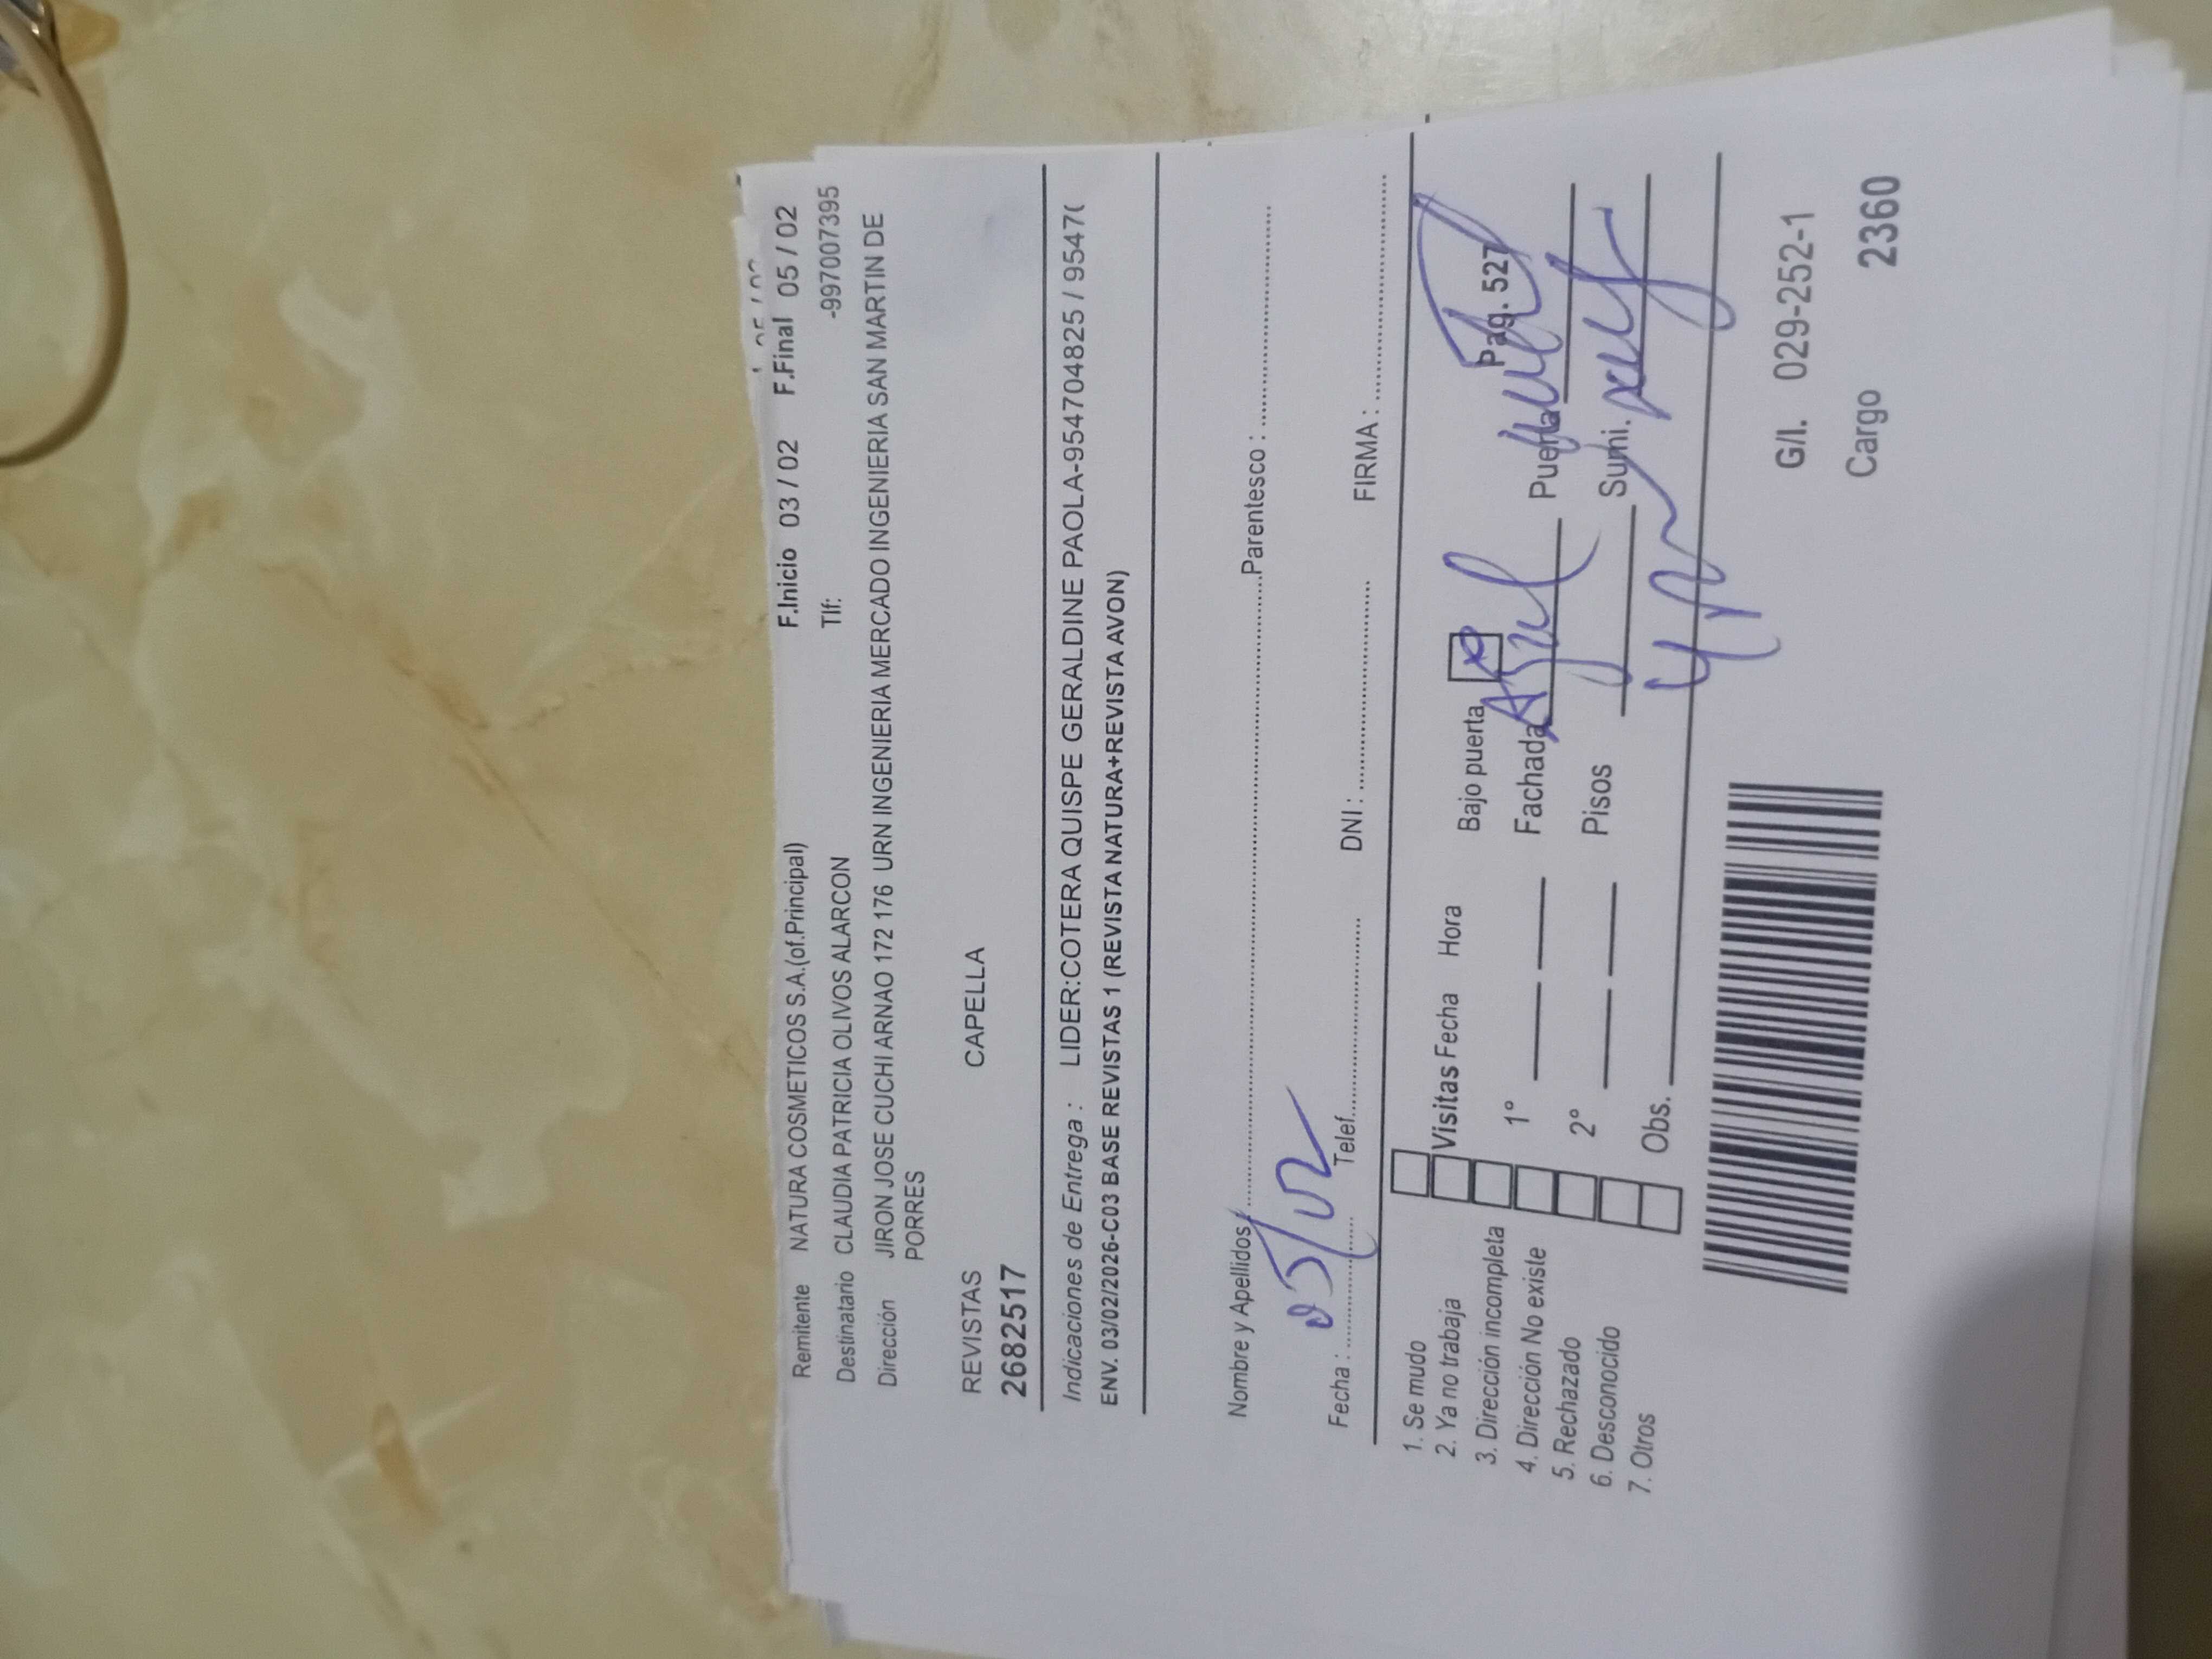 Remitente NATURA COSMETICOS S.A.(of.Principal) F.Inicio 03 / 02 F.Final 05 / 02
Destinatario CLAUDIA PATRICIA OLIVOS ALARCON Tlf: -997007395
Dirección JIRON JOSE CUCHI ARNAO 172 176 URN INGENIERIA MERCADO INGENIERIA SAN MARTIN DE
PORRES
REVISTAS CAPELLA
2682517
Indicaciones de Entrega : LIDER:COTERA QUISPE GERALDINE PAOLA-954704825 / 9547(
ENV. 03/02/2026-C03 BASE REVISTAS 1 (REVISTA NATURA+REVISTA AVON)
Nombre y Apellidos Parentesco :
Fecha : 03/02 Telef. DNI : FIRMA :
1. Se mudo
2. Ya no trabaja Visitas Fecha Hora Bajo puerta Pag. 527
3. Dirección incompleta 1° Fachada Azul Puerta
4. Dirección No existe
5. Rechazado 2° Pisos Sumi.
6. Desconocido
7. Otros Obs.
G/I. 029-252-1
Cargo 2360